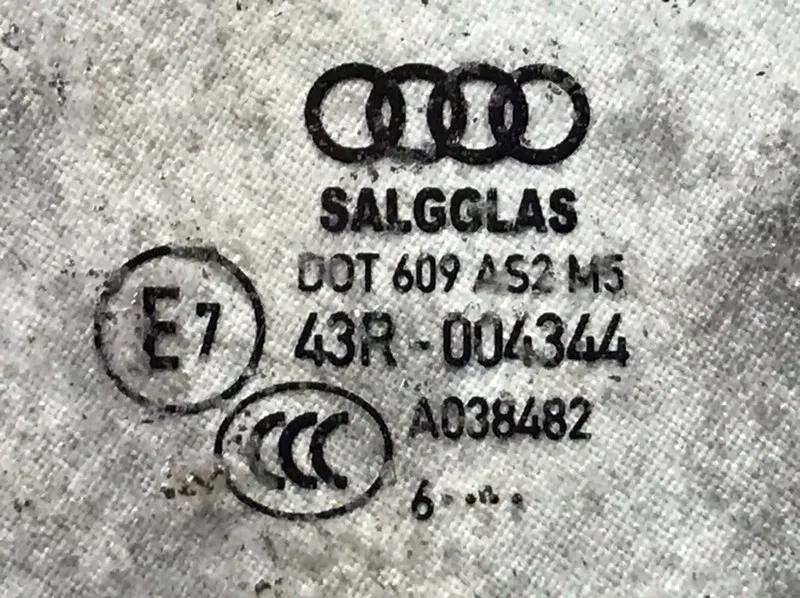 SALGGLAS
DOT 609 AS2 M5
E7
43R-004344
CCC
A038482
6